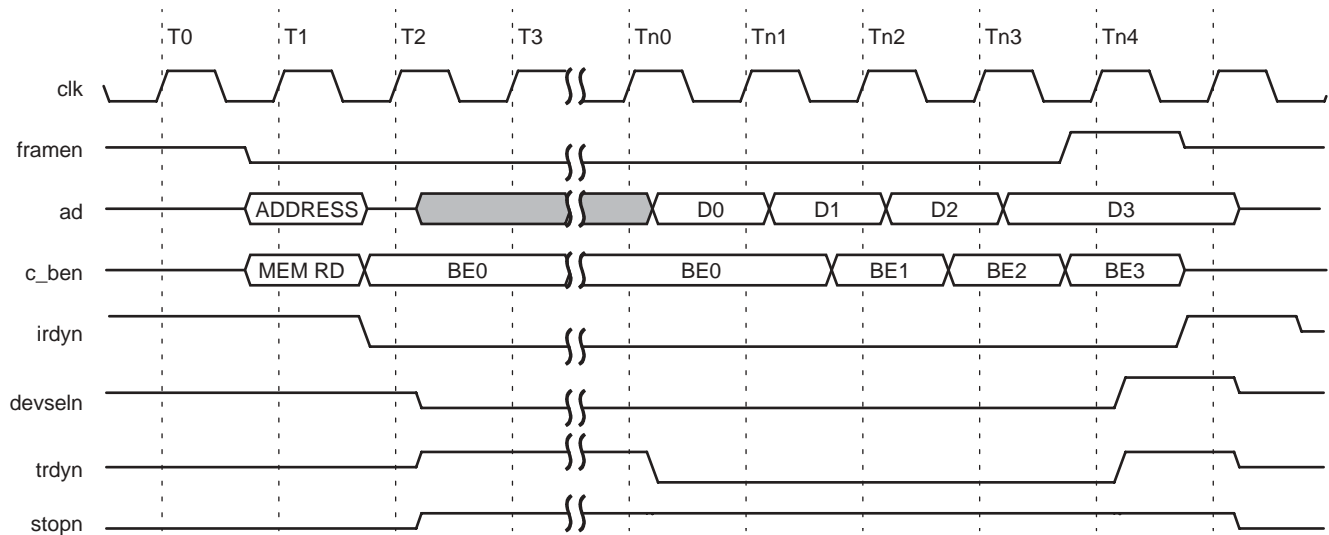 T0 T1 T2 T3 Tn0 Tn1 Tn2 Tn3 Tn4
clk
framen
ad ADDRESS D0 D1 D2 D3
c_ben MEM RD BE0 BE0 BE1 BE2 BE3
irdyn
devseln
trdyn
stopn